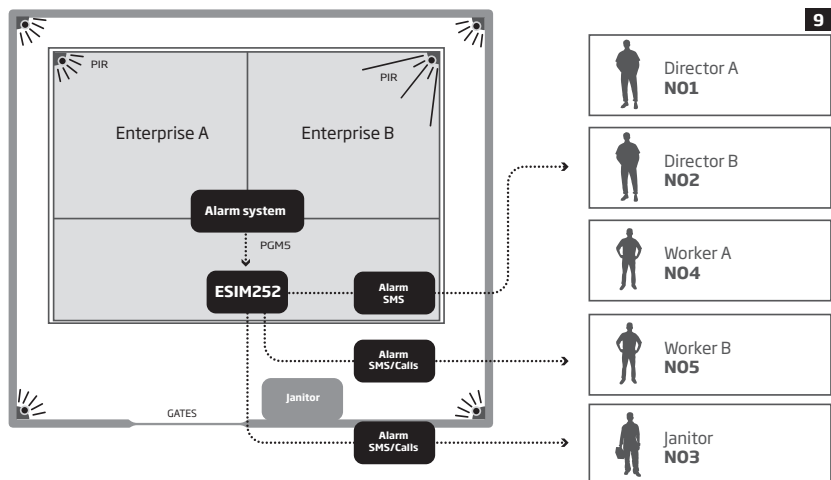 9
PIR
PIR
Enterprise A
Enterprise B
Alarm system
PGM5
ESIM252
Alarm
SMS
Alarm
SMS/Calls
Janitor
GATES
Alarm
SMS/Calls
Director A
N01
Director B
N02
Worker A
N04
Worker B
N05
Janitor
N03